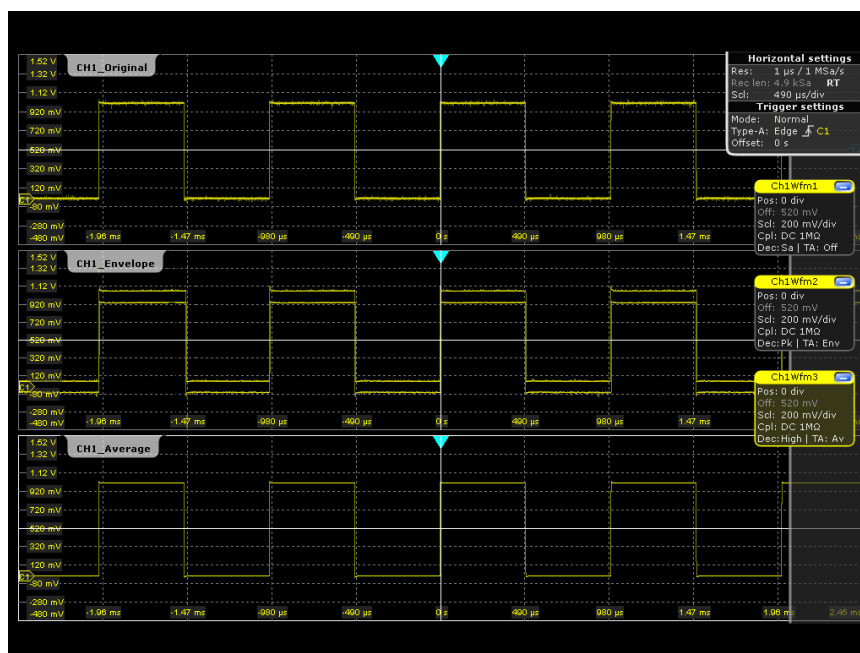 CH1_Original
1.52 V
1.32 V
1.12 V
920 mV
720 mV
520 mV
320 mV
120 mV
C1
-80 mV
-280 mV
-480 mV
-1.96 ms -1.47 ms -980 µs -490 µs 0 s 490 µs 980 µs 1.47 ms
Horizontal settings
Res: 1 µs / 1 MSa/s
Rec len: 4.9 kSa RT
Scl: 490 µs/div
Trigger settings
Mode: Normal
Type-A: Edge C1
Offset: 0 s
Ch1Wfm1
Pos: 0 div
Off: 520 mV
Scl: 200 mV/div
Cpl: DC 1MΩ
Dec:Sa | TA: Off
CH1_Envelope
1.52 V
1.32 V
1.12 V
920 mV
720 mV
520 mV
320 mV
120 mV
C1
-80 mV
-280 mV
-480 mV
-1.96 ms -1.47 ms -980 µs -490 µs 0 s 490 µs 980 µs 1.47 ms
Ch1Wfm2
Pos: 0 div
Off: 520 mV
Scl: 200 mV/div
Cpl: DC 1MΩ
Dec:Pk | TA: Env
Ch1Wfm3
Pos: 0 div
Off: 520 mV
Scl: 200 mV/div
Cpl: DC 1MΩ
Dec:High | TA: Av
CH1_Average
1.52 V
1.32 V
1.12 V
920 mV
720 mV
520 mV
320 mV
120 mV
C1
-80 mV
-280 mV
-480 mV
-1.96 ms -1.47 ms -980 µs -490 µs 0 s 490 µs 980 µs 1.47 ms 1.96 ms 2.45 ms